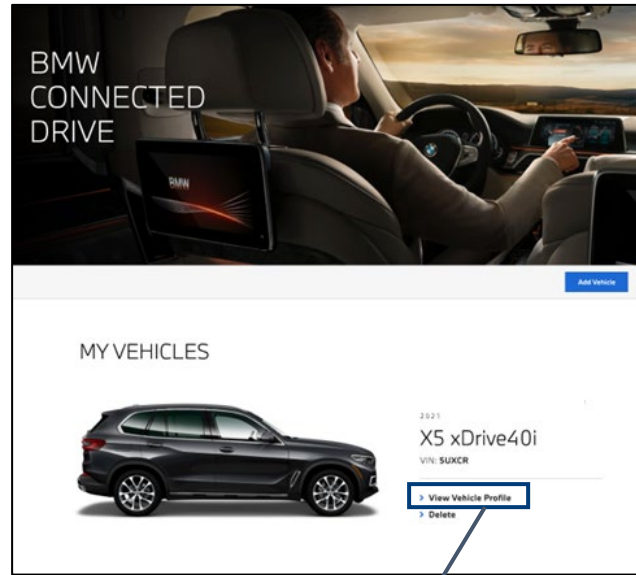 BMW
CONNECTED
DRIVE
BMW
Add Vehicle
MY VEHICLES
2021
X5 xDrive40i
VIN: SUXCR
> View Vehicle Profile
> Delete